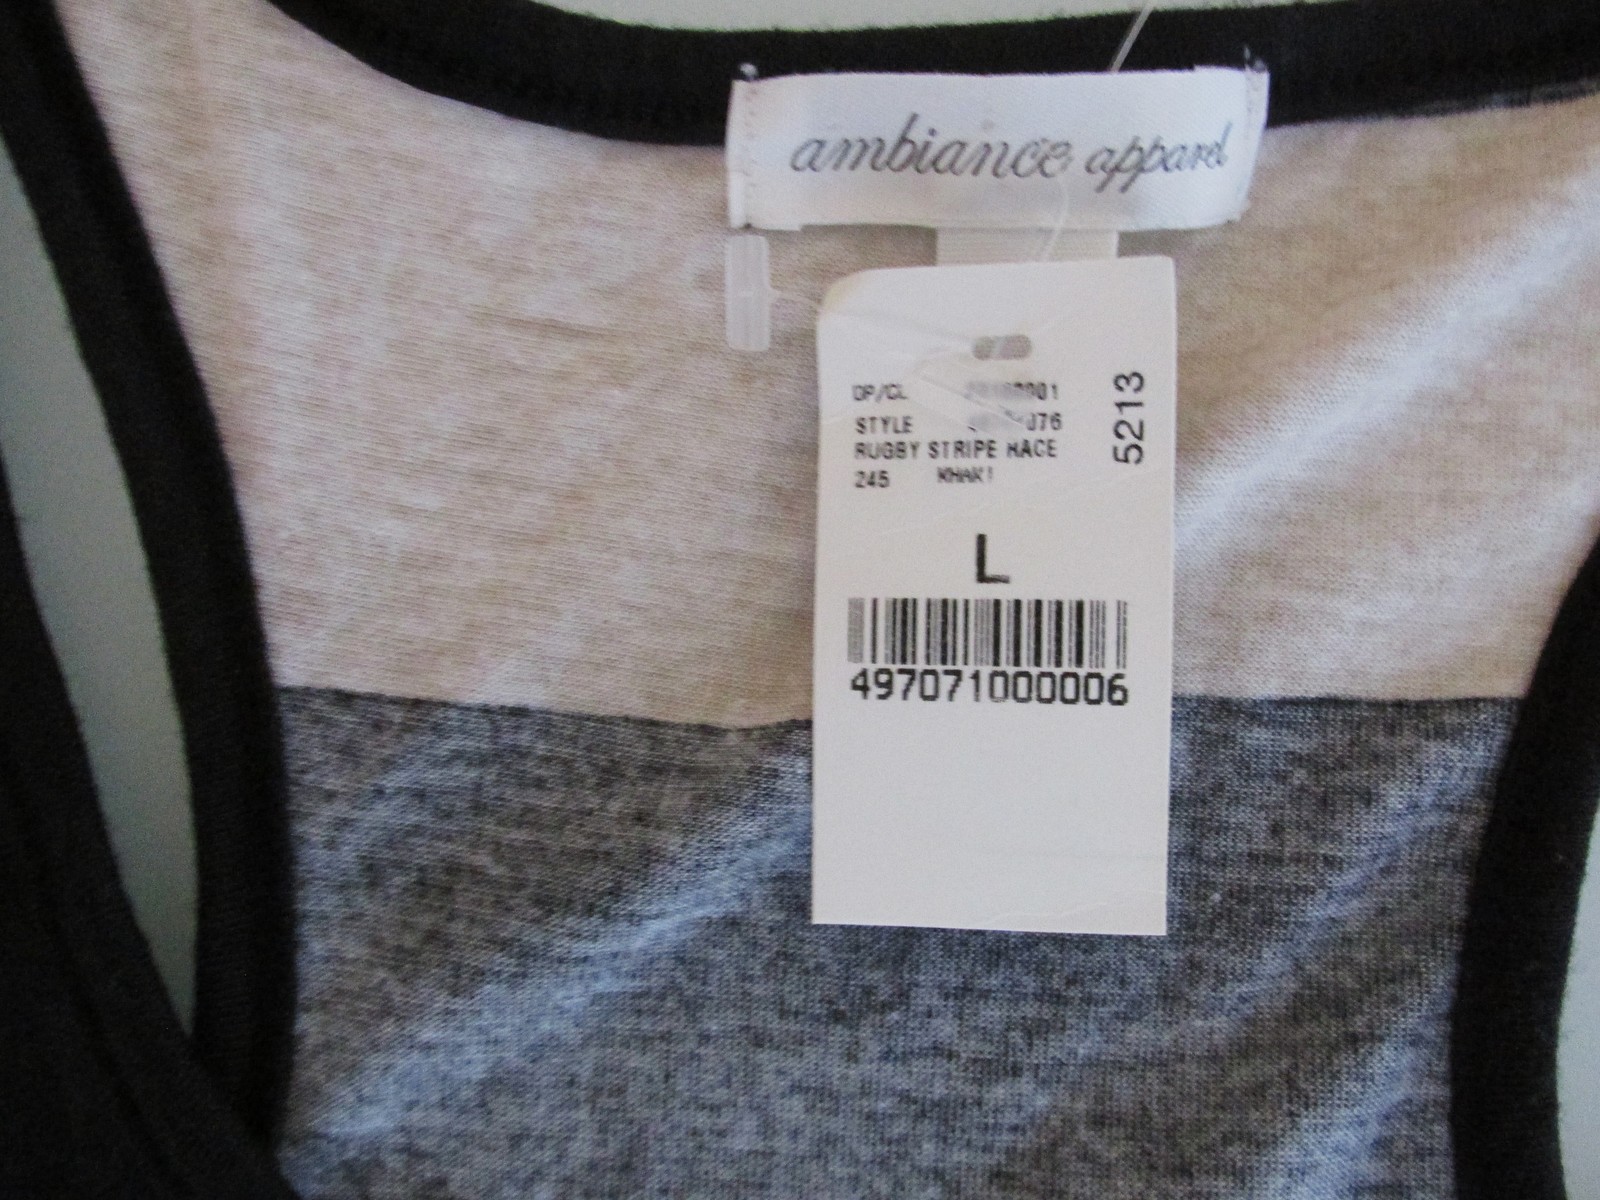 ambiance apparel
DP/CL
STYLE
RUGBY STRIPE RACE
245 KHAKI
5213
L
497071000006